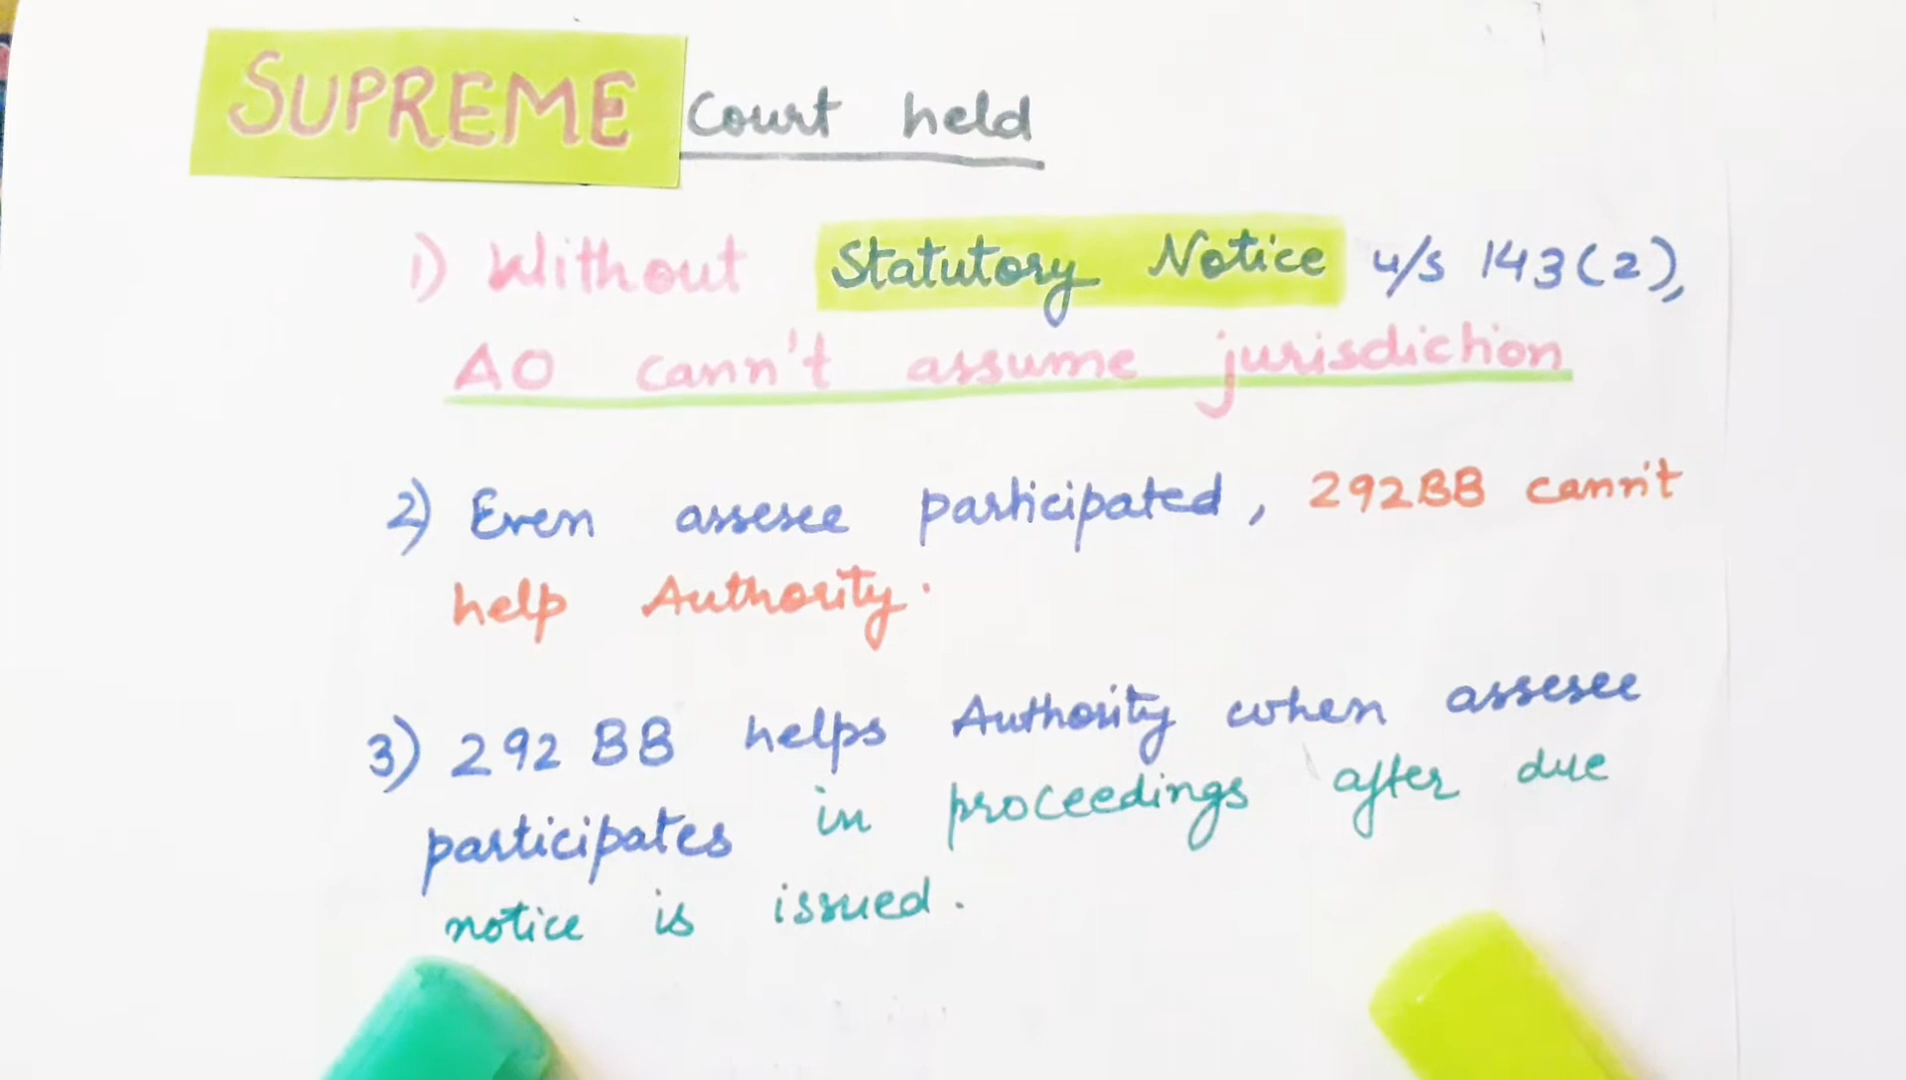 SUPREME Court held
1) Without Statutory Notice u/s 143(2),
AO cann't assume jurisdiction
2) Even assesee participated, 292BB cann't
help Authority.
3) 292 BB helps Authority when assesee
participates in proceedings after due
notice is issued.